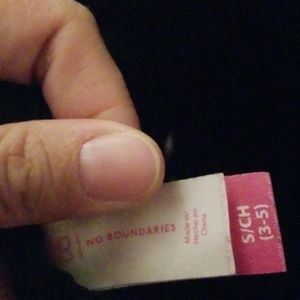 NO BOUNDARIES
Made in/
Hecho en
China
S/CH
(3-5)